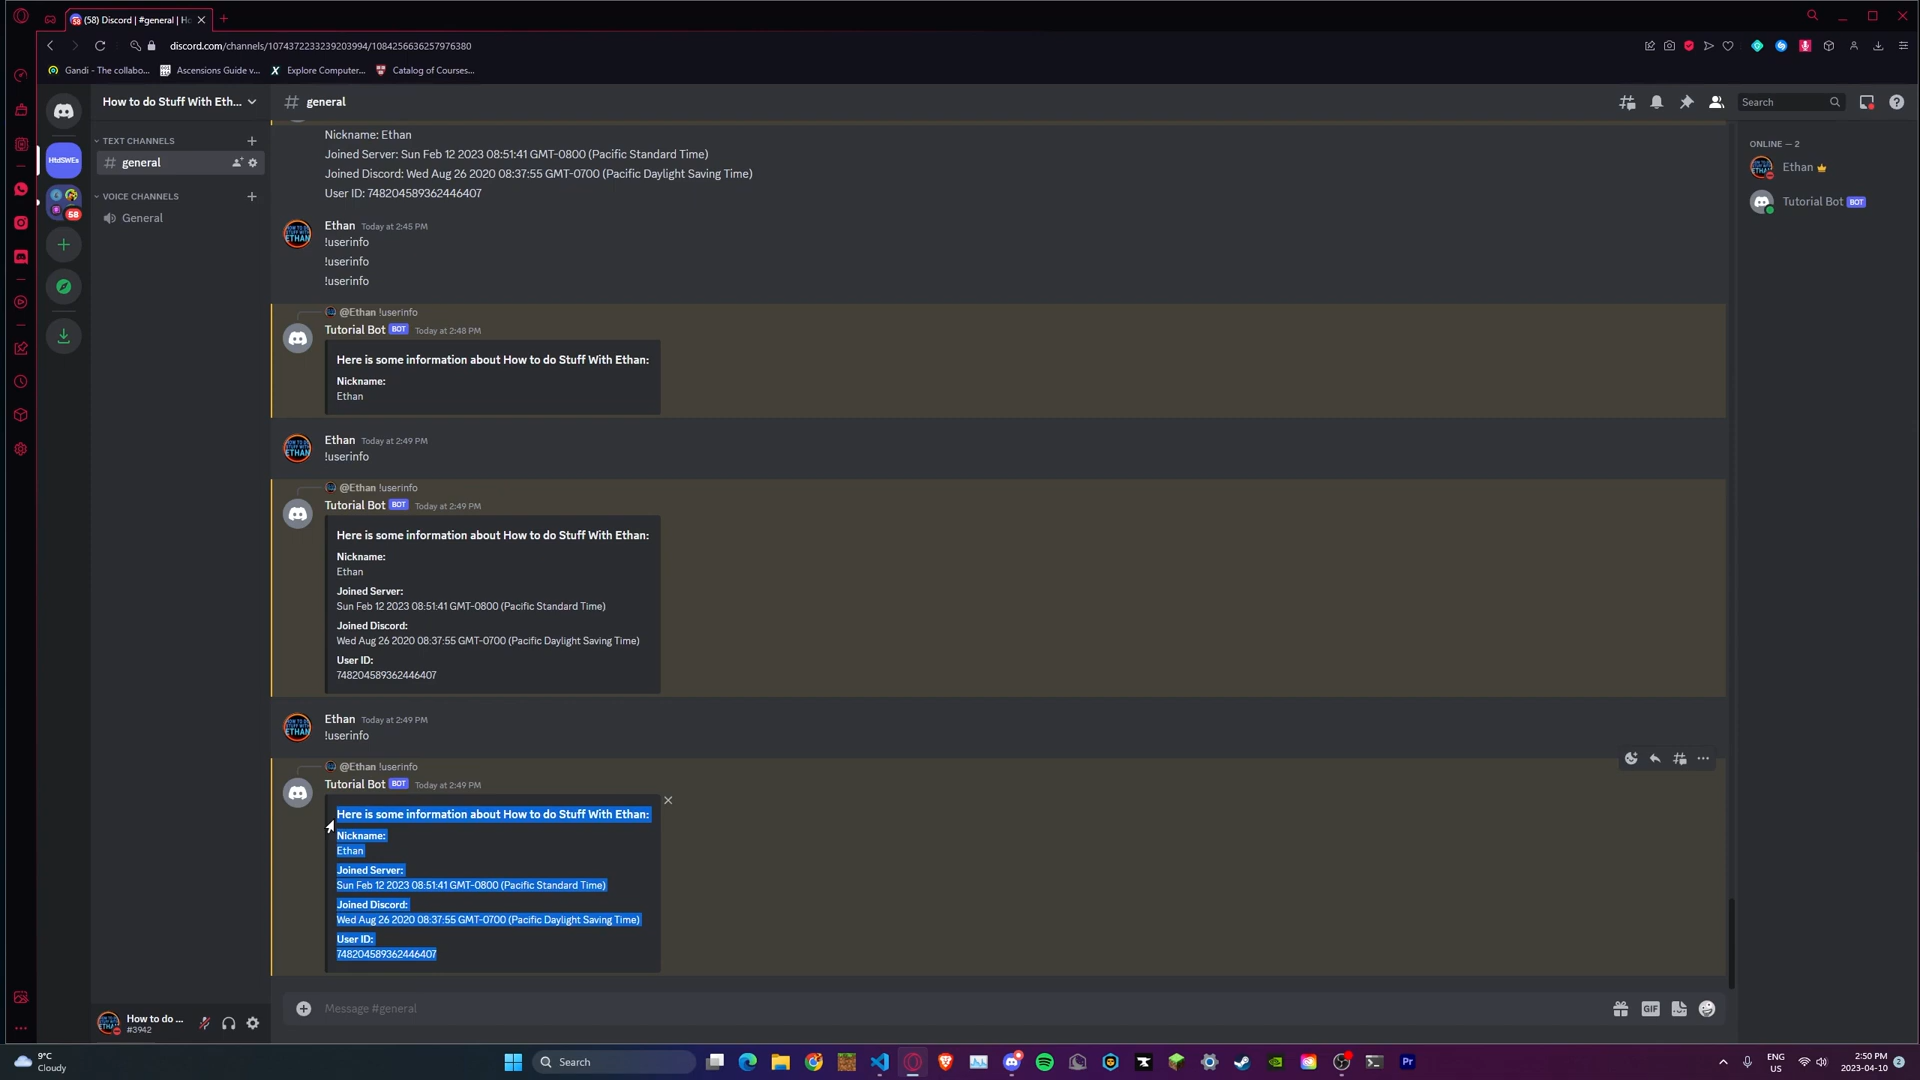 (58) Discord | #general | Ho
discord.com/channels/1074372233239203994/1084256636257976380
Gandi - The collabo...
Ascensions Guide v...
Explore Computer...
Catalog of Courses...
How to do Stuff With Eth...
general
Search
TEXT CHANNELS
general
VOICE CHANNELS
General
HtdSWEs
58
Nickname: Ethan
Joined Server: Sun Feb 12 2023 08:51:41 GMT-0800 (Pacific Standard Time)
Joined Discord: Wed Aug 26 2020 08:37:55 GMT-0700 (Pacific Daylight Saving Time)
User ID: 748204589362446407
Ethan Today at 2:45 PM
!userinfo
!userinfo
!userinfo
@Ethan !userinfo
Tutorial Bot BOT Today at 2:48 PM
Here is some information about How to do Stuff With Ethan:
Nickname:
Ethan
Ethan Today at 2:49 PM
!userinfo
@Ethan !userinfo
Tutorial Bot BOT Today at 2:49 PM
Here is some information about How to do Stuff With Ethan:
Nickname:
Ethan
Joined Server:
Sun Feb 12 2023 08:51:41 GMT-0800 (Pacific Standard Time)
Joined Discord:
Wed Aug 26 2020 08:37:55 GMT-0700 (Pacific Daylight Saving Time)
User ID:
748204589362446407
Ethan Today at 2:49 PM
!userinfo
@Ethan !userinfo
Tutorial Bot BOT Today at 2:49 PM
Here is some information about How to do Stuff With Ethan:
Nickname:
Ethan
Joined Server:
Sun Feb 12 2023 08:51:41 GMT-0800 (Pacific Standard Time)
Joined Discord:
Wed Aug 26 2020 08:37:55 GMT-0700 (Pacific Daylight Saving Time)
User ID:
748204589362446407
Message #general
GIF
ONLINE — 2
Ethan
Tutorial Bot BOT
How to do ...
#3942
9°C
Cloudy
Search
Pr
ENG
US
2:50 PM
2023-04-10
2